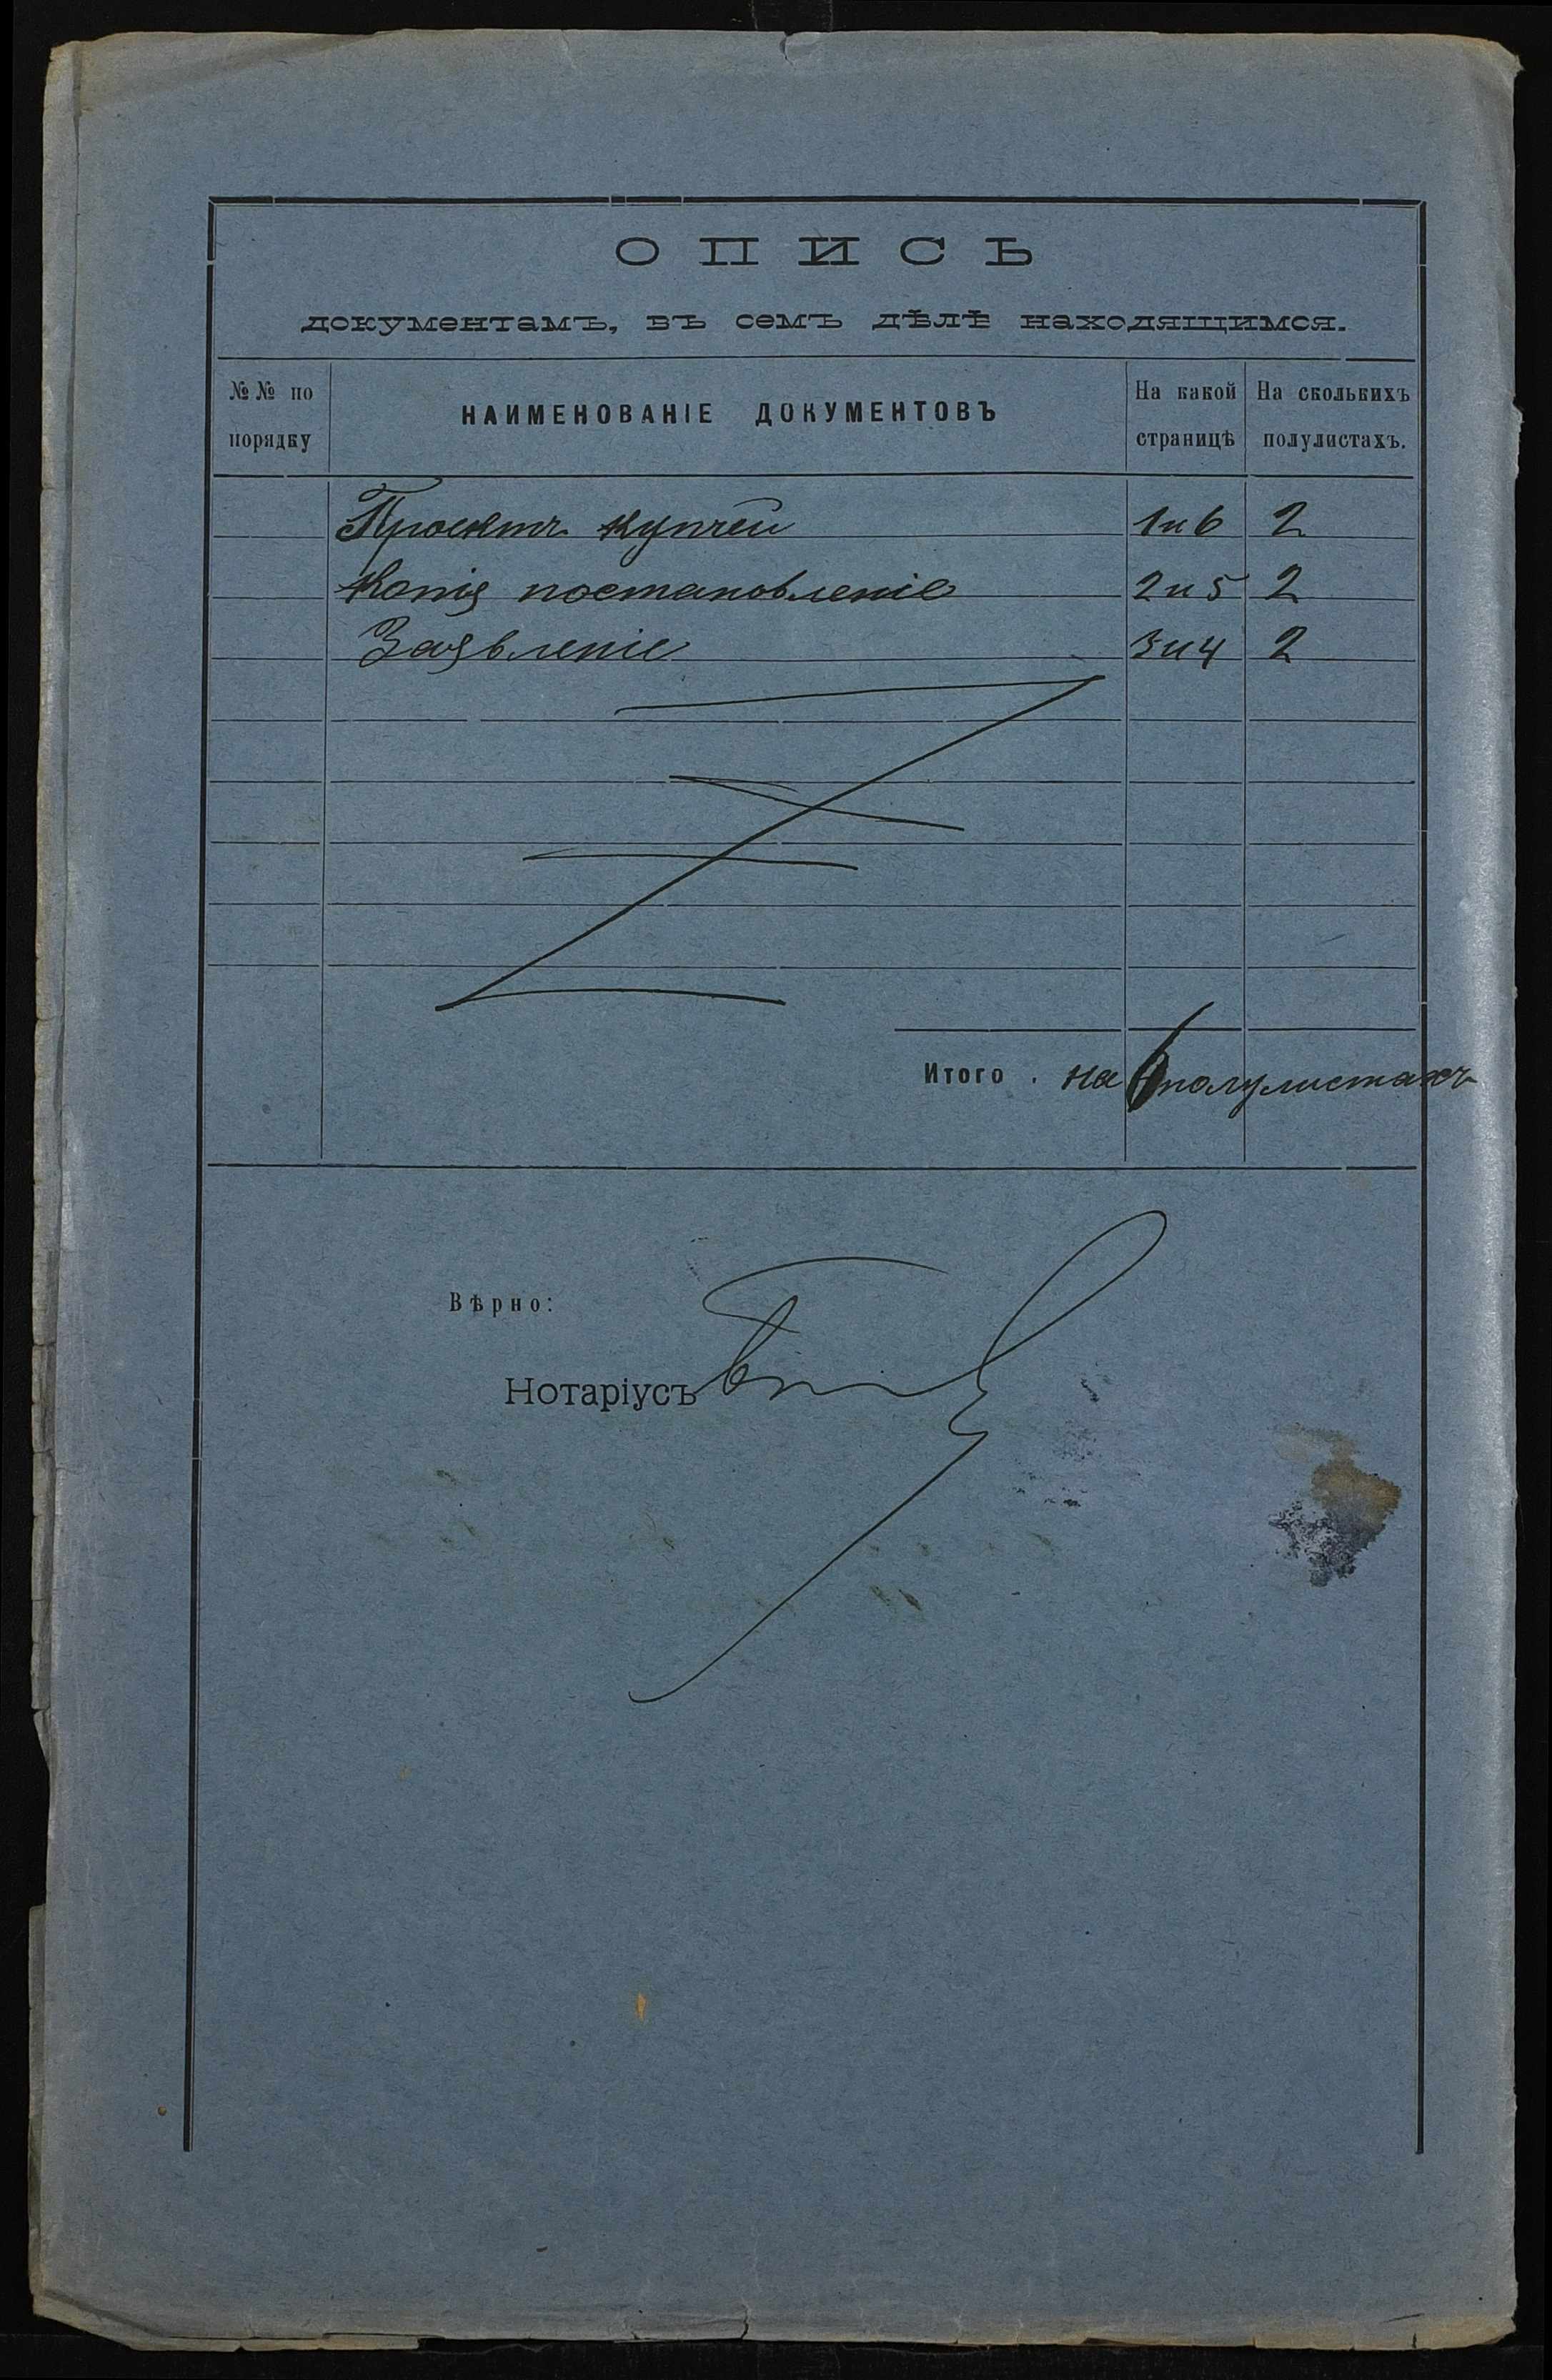 ОПИСЬ
документамъ, въ семъ дѣлѣ находящимся.
№№ по порядку НАИМЕНОВАНІЕ ДОКУМЕНТОВЪ На какой страницѣ На сколькихъ полулистахъ.
Проектъ купчей 1 и 6 2
Копія постановленіе 2 и 5 2
Заявленіе 3 и 4 2
Итого . на 6 полулистахъ
Вѣрно:
Нотаріусъ